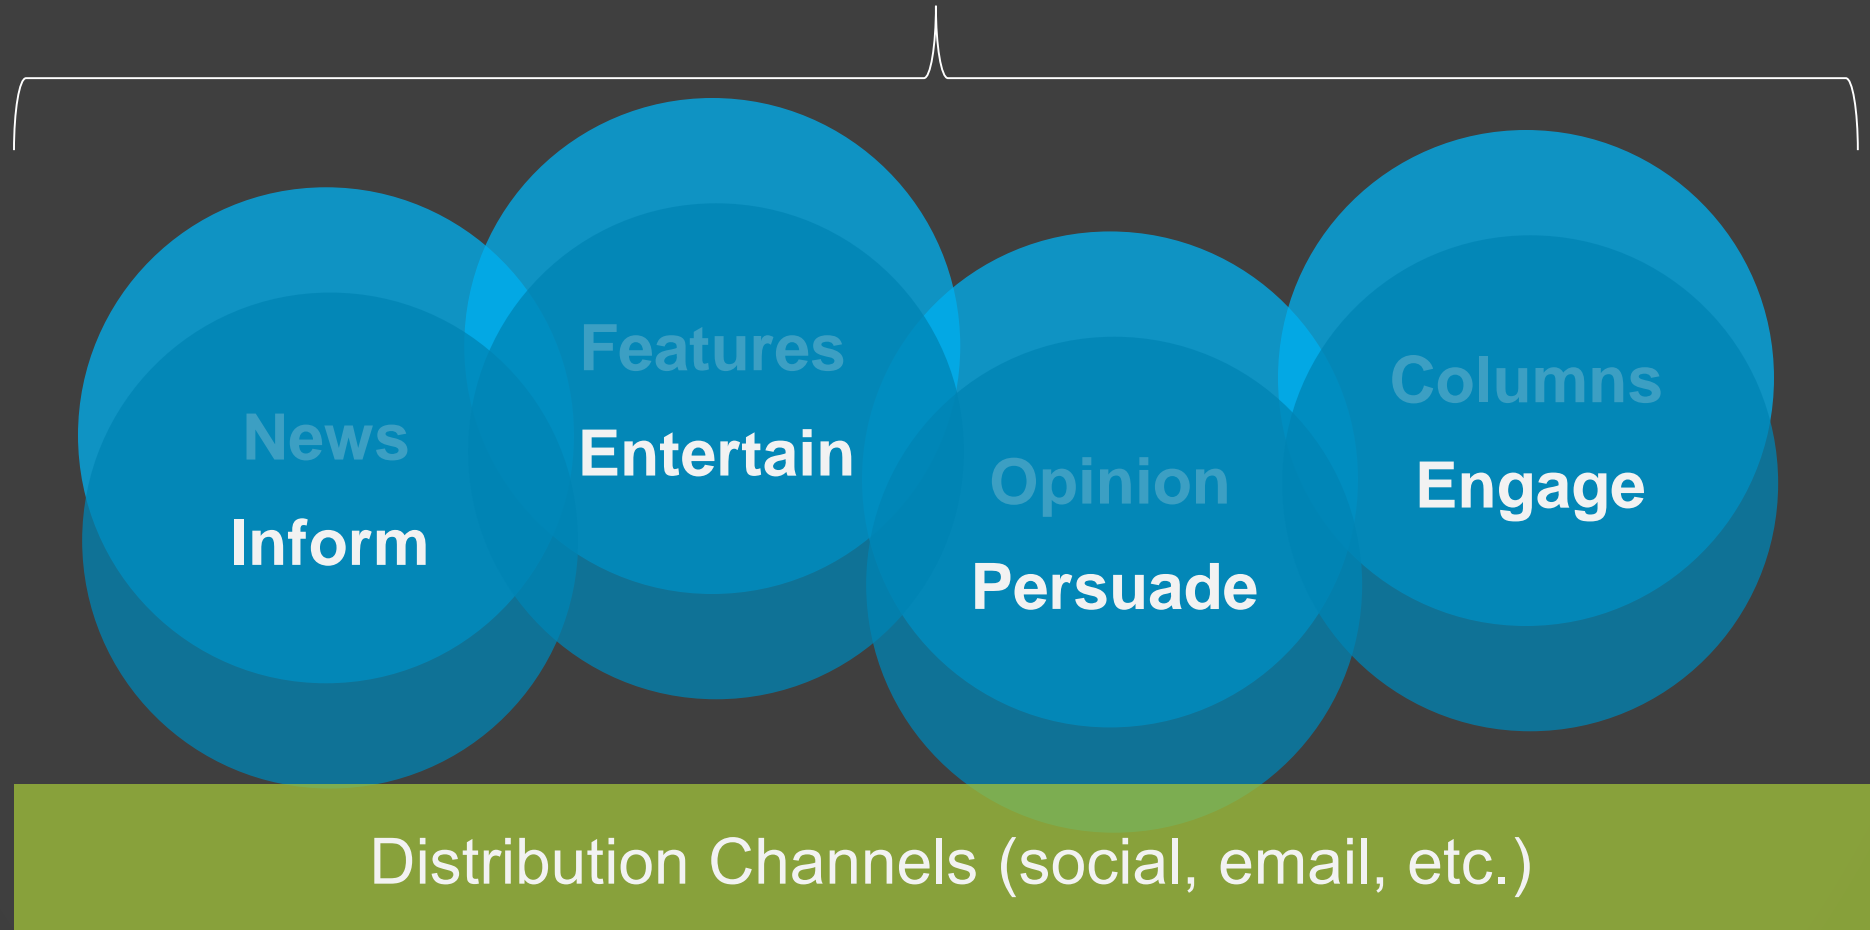 News
Inform
Features
Entertain
Opinion
Persuade
Columns
Engage
Distribution Channels (social, email, etc.)